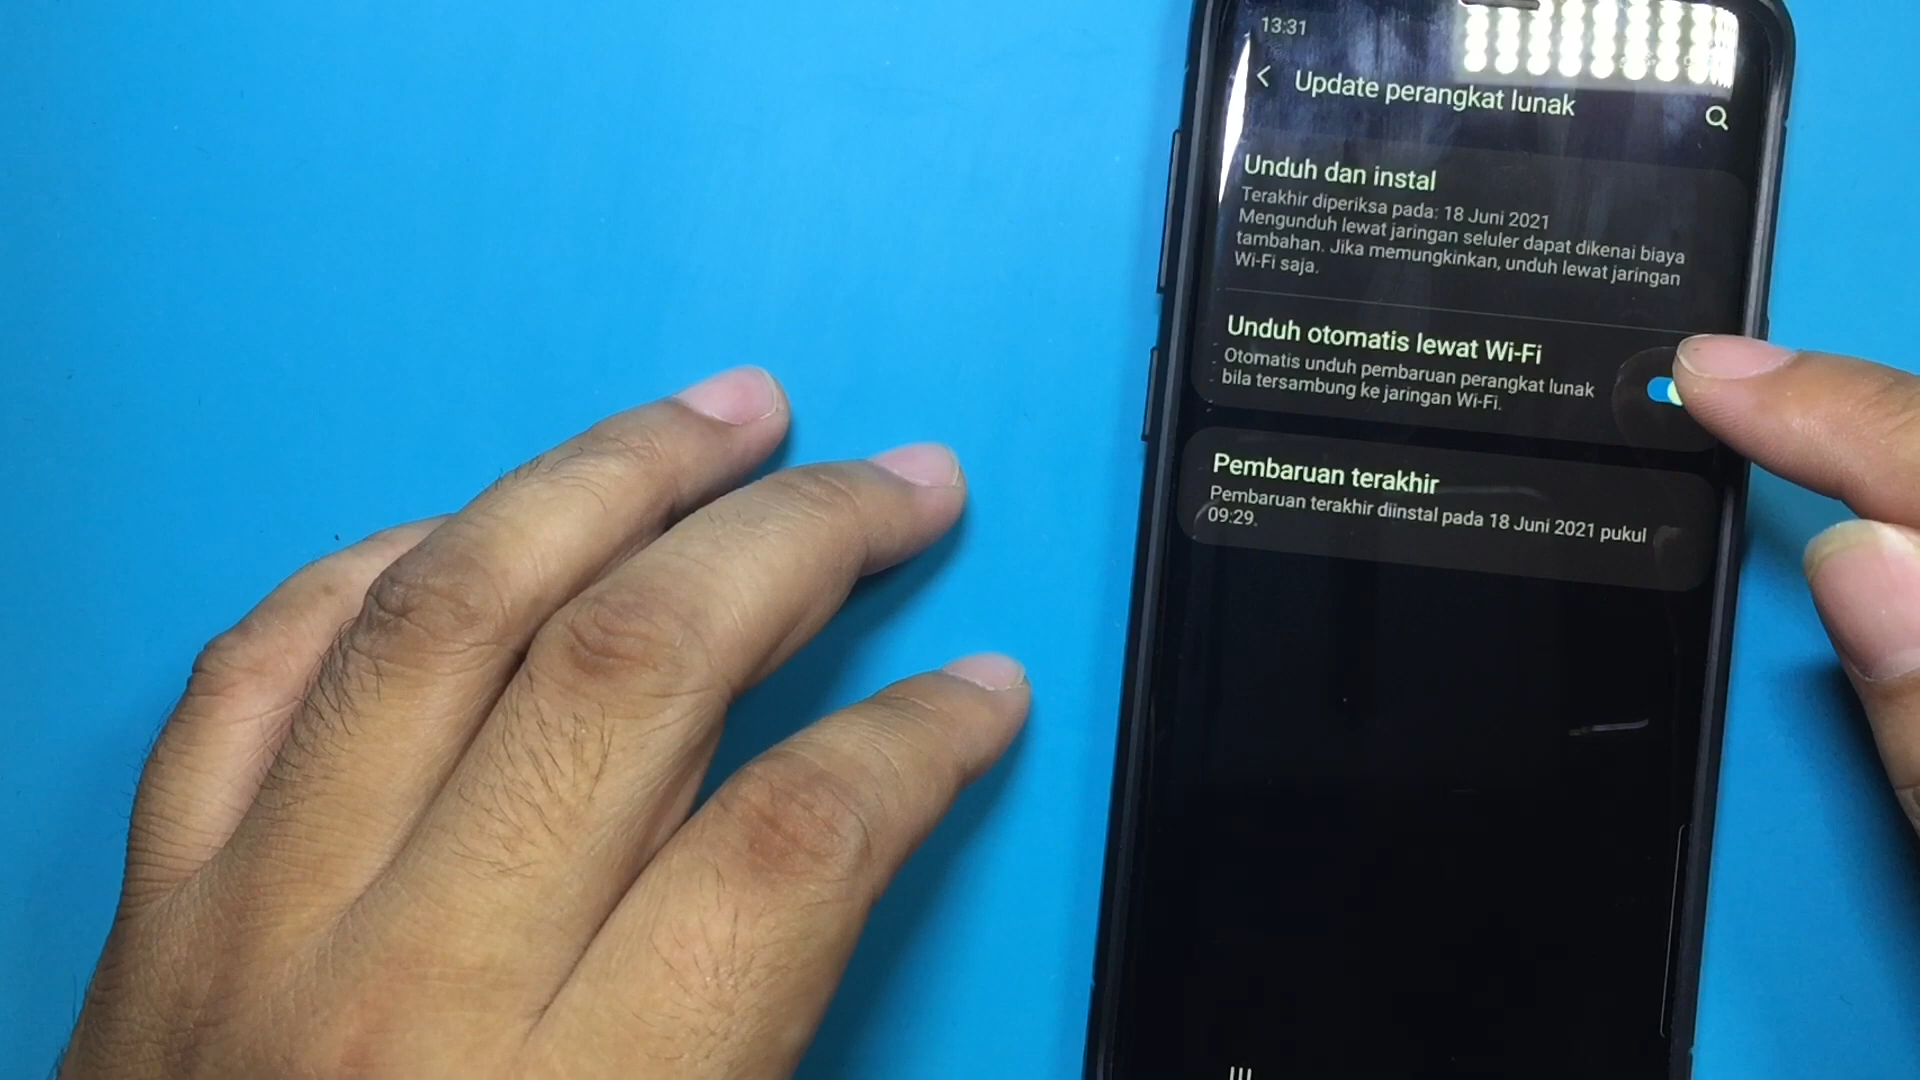 13:31
Update perangkat lunak
Unduh dan instal
Terakhir diperiksa pada: 18 Juni 2021
Mengunduh lewat jaringan seluler dapat dikenai biaya
tambahan. Jika memungkinkan, unduh lewat jaringan
Wi-Fi saja.
Unduh otomatis lewat Wi-Fi
Otomatis unduh pembaruan perangkat lunak
bila tersambung ke jaringan Wi-Fi.
Pembaruan terakhir
Pembaruan terakhir diinstal pada 18 Juni 2021 pukul
09:29.